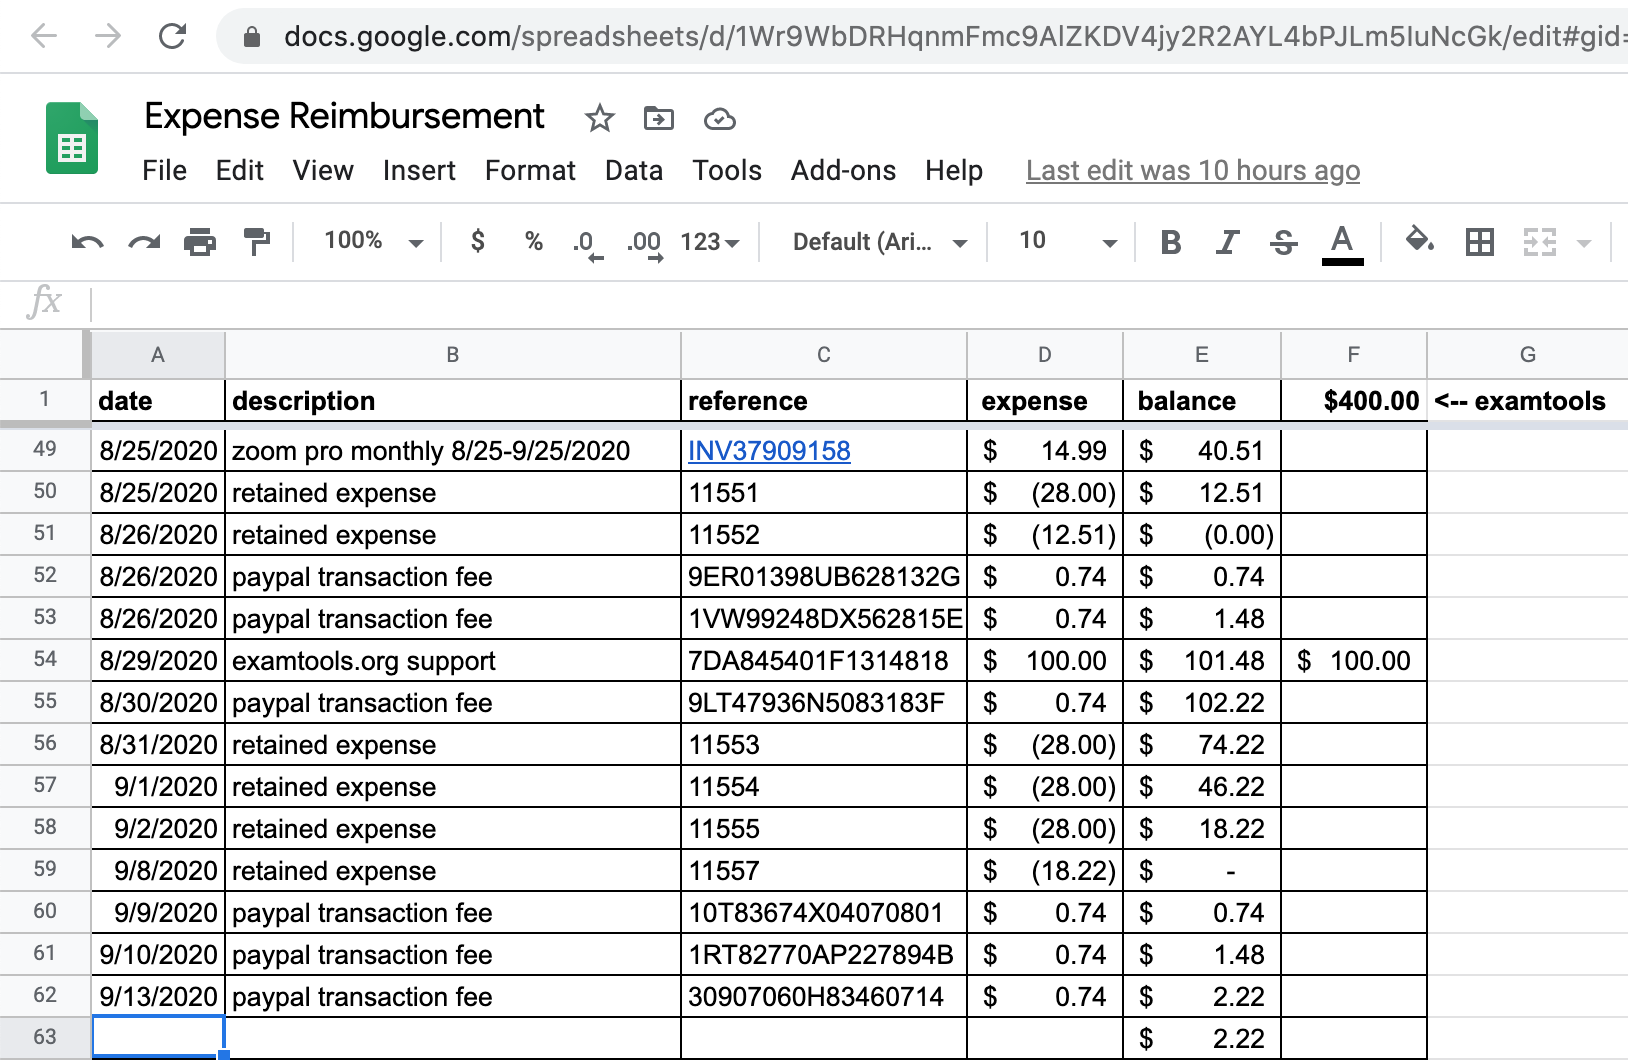 docs.google.com/spreadsheets/d/1Wr9WbDRHqnmFmc9AlZKDV4jy2R2AYL4bPJLm5IuNcGk/edit#gid=
Expense Reimbursement
File Edit View Insert Format Data Tools Add-ons Help Last edit was 10 hours ago
100% $ % .0 .00 123 Default (Ari... 10 B I S A
fx
A B C D E F G
1 date description reference expense balance $400.00 <-- examtools
49 8/25/2020 zoom pro monthly 8/25-9/25/2020 INV37909158 $ 14.99 $ 40.51
50 8/25/2020 retained expense 11551 $ (28.00) $ 12.51
51 8/26/2020 retained expense 11552 $ (12.51) $ (0.00)
52 8/26/2020 paypal transaction fee 9ER01398UB628132G $ 0.74 $ 0.74
53 8/26/2020 paypal transaction fee 1VW99248DX562815E $ 0.74 $ 1.48
54 8/29/2020 examtools.org support 7DA845401F1314818 $ 100.00 $ 101.48 $ 100.00
55 8/30/2020 paypal transaction fee 9LT47936N5083183F $ 0.74 $ 102.22
56 8/31/2020 retained expense 11553 $ (28.00) $ 74.22
57 9/1/2020 retained expense 11554 $ (28.00) $ 46.22
58 9/2/2020 retained expense 11555 $ (28.00) $ 18.22
59 9/8/2020 retained expense 11557 $ (18.22) $ -
60 9/9/2020 paypal transaction fee 10T83674X04070801 $ 0.74 $ 0.74
61 9/10/2020 paypal transaction fee 1RT82770AP227894B $ 0.74 $ 1.48
62 9/13/2020 paypal transaction fee 30907060H83460714 $ 0.74 $ 2.22
63 $ 2.22